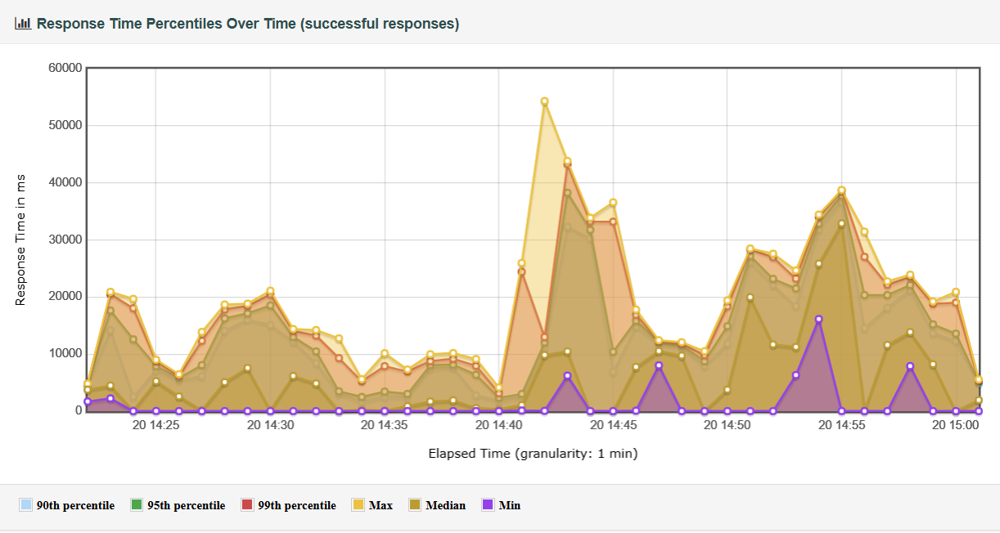 Response Time Percentiles Over Time (successful responses)
60000
50000
40000
30000
20000
10000
0
Response Time in ms
20 14:25 20 14:30 20 14:35 20 14:40 20 14:45 20 14:50 20 14:55 20 15:00
Elapsed Time (granularity: 1 min)
90th percentile 95th percentile 99th percentile Max Median Min